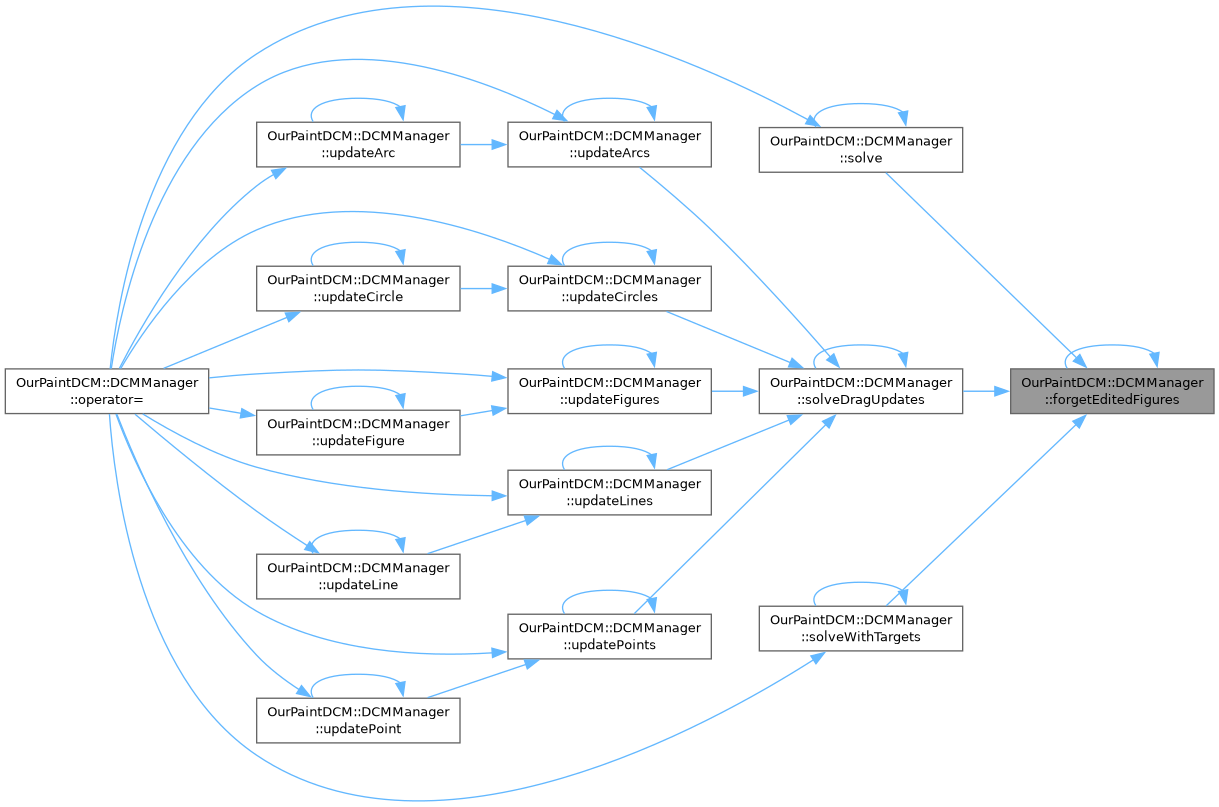 OurPaintDCM::DCMManager
::operator=
OurPaintDCM::DCMManager
::updateArc
OurPaintDCM::DCMManager
::updateCircle
OurPaintDCM::DCMManager
::updateFigure
OurPaintDCM::DCMManager
::updateLine
OurPaintDCM::DCMManager
::updatePoint
OurPaintDCM::DCMManager
::updateArcs
OurPaintDCM::DCMManager
::updateCircles
OurPaintDCM::DCMManager
::updateFigures
OurPaintDCM::DCMManager
::updateLines
OurPaintDCM::DCMManager
::updatePoints
OurPaintDCM::DCMManager
::solve
OurPaintDCM::DCMManager
::solveDragUpdates
OurPaintDCM::DCMManager
::solveWithTargets
OurPaintDCM::DCMManager
::forgetEditedFigures